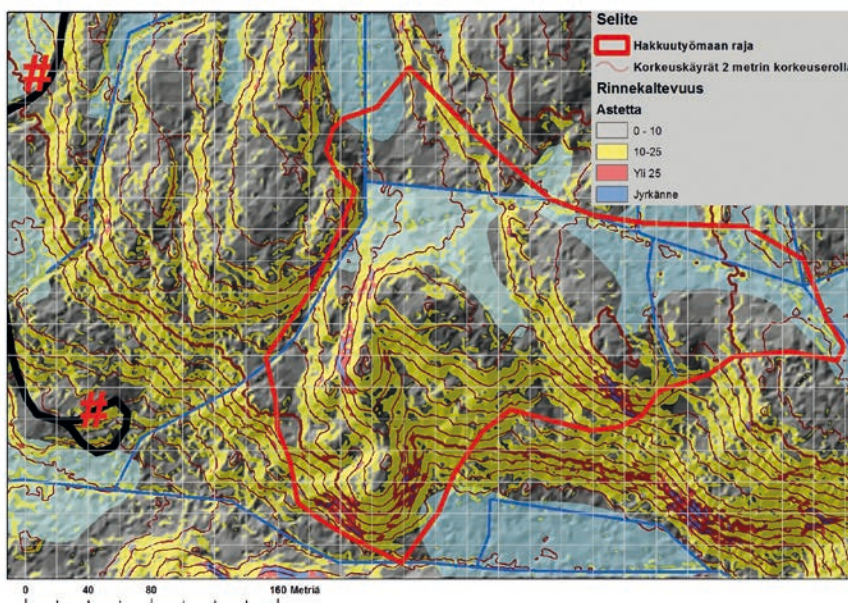 #
#
Selite
Hakkuutyömaan raja
Korkeuskäyrät 2 metrin korkeuserolla
Rinnekaltevuus
Astetta
0 - 10
10-25
Yli 25
Jyrkänne
0 40 80 160 Metriä